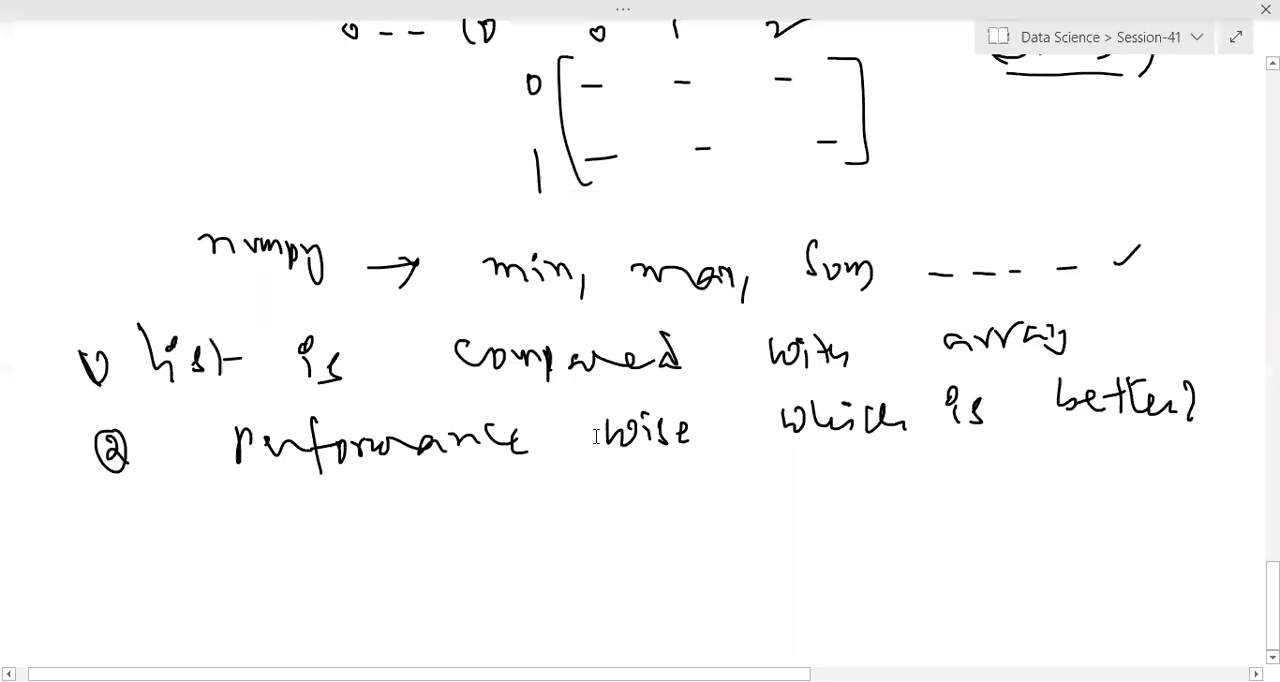 Data Science > Session-41
0 - - 10 0 1 2
0 [ - - - ]
1 - - -
numpy → min, max, sum - - - - ✓
1) list is compared with array
② performance wise which is better?